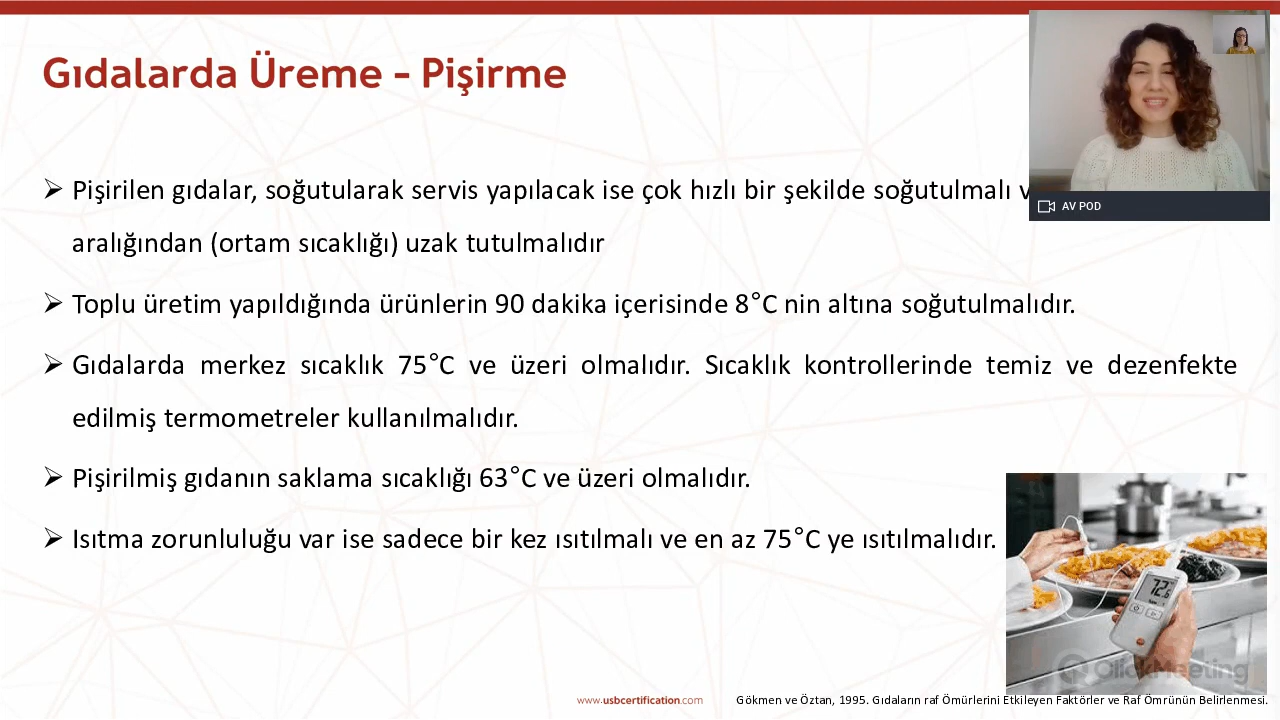 Gıdalarda Üreme - Pişirme
AV POD
➢ Pişirilen gıdalar, soğutularak servis yapılacak ise çok hızlı bir şekilde soğutulmalı
aralığından (ortam sıcaklığı) uzak tutulmalıdır
➢ Toplu üretim yapıldığında ürünlerin 90 dakika içerisinde 8°C nin altına soğutulmalıdır.
➢ Gıdalarda merkez sıcaklık 75°C ve üzeri olmalıdır. Sıcaklık kontrollerinde temiz ve dezenfekte
edilmiş termometreler kullanılmalıdır.
➢ Pişirilmiş gıdanın saklama sıcaklığı 63°C ve üzeri olmalıdır.
➢ Isıtma zorunluluğu var ise sadece bir kez ısıtılmalı ve en az 75°C ye ısıtılmalıdır.
72.6
ClickMeeting
www.usbcertification.com
Gökmen ve Öztan, 1995. Gıdaların raf Ömürlerini Etkileyen Faktörler ve Raf Ömrünün Belirlenmesi.